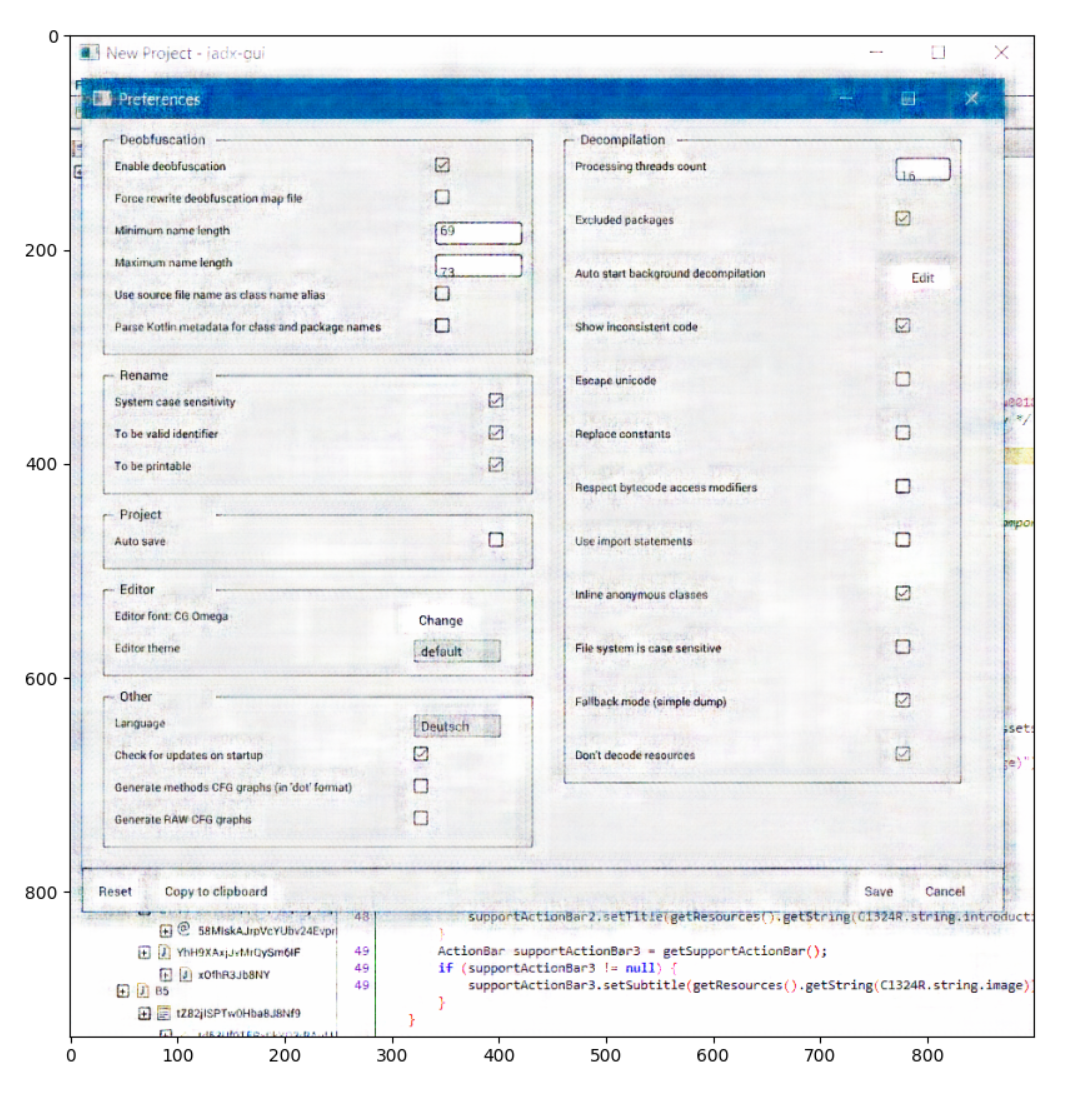 New Project - jadx-gui
Preferences
Deobfuscation
Enable deobfuscation
Force rewrite deobfuscation map file
Minimum name length 69
Maximum name length 73
Use source file name as class name alias
Parse Kotlin metadata for class and package names
Rename
System case sensitivity
To be valid identifier
To be printable
Project
Auto save
Editor
Editor font: CG Omega Change
Editor theme default
Other
Language Deutsch
Check for updates on startup
Generate methods CFG graphs (in 'dot' format)
Generate RAW CFG graphs
Decompilation
Processing threads count 16
Excluded packages
Auto start background decompilation Edit
Show inconsistent code
Escape unicode
Replace constants
Respect bytecode access modifiers
Use import statements
Inline anonymous classes
File system is case sensitive
Fallback mode (simple dump)
Don't decode resources
Reset Copy to clipboard Save Cancel
48 supportActionBar2.setTitle(getResources().getString(C1324R.string.introducti
}
49 ActionBar supportActionBar3 = getSupportActionBar();
49 if (supportActionBar3 != null) {
49 supportActionBar3.setSubtitle(getResources().getString(C1324R.string.image)
}
}
xOfhR3Jb8NY
B5
tZ82jISPTw0Hba8J8Nf9
0
200
400
600
800
0 100 200 300 400 500 600 700 800